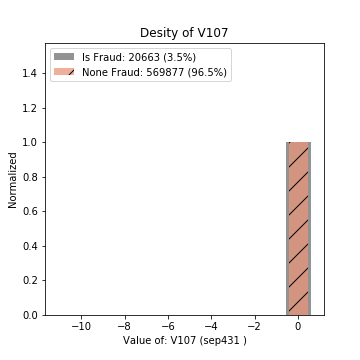 Desity of V107
Is Fraud: 20663 (3.5%)
None Fraud: 569877 (96.5%)
Normalized
1.4
1.2
1.0
0.8
0.6
0.4
0.2
0.0
−10
−8
−6
−4
−2
0
Value of: V107 (sep431 )